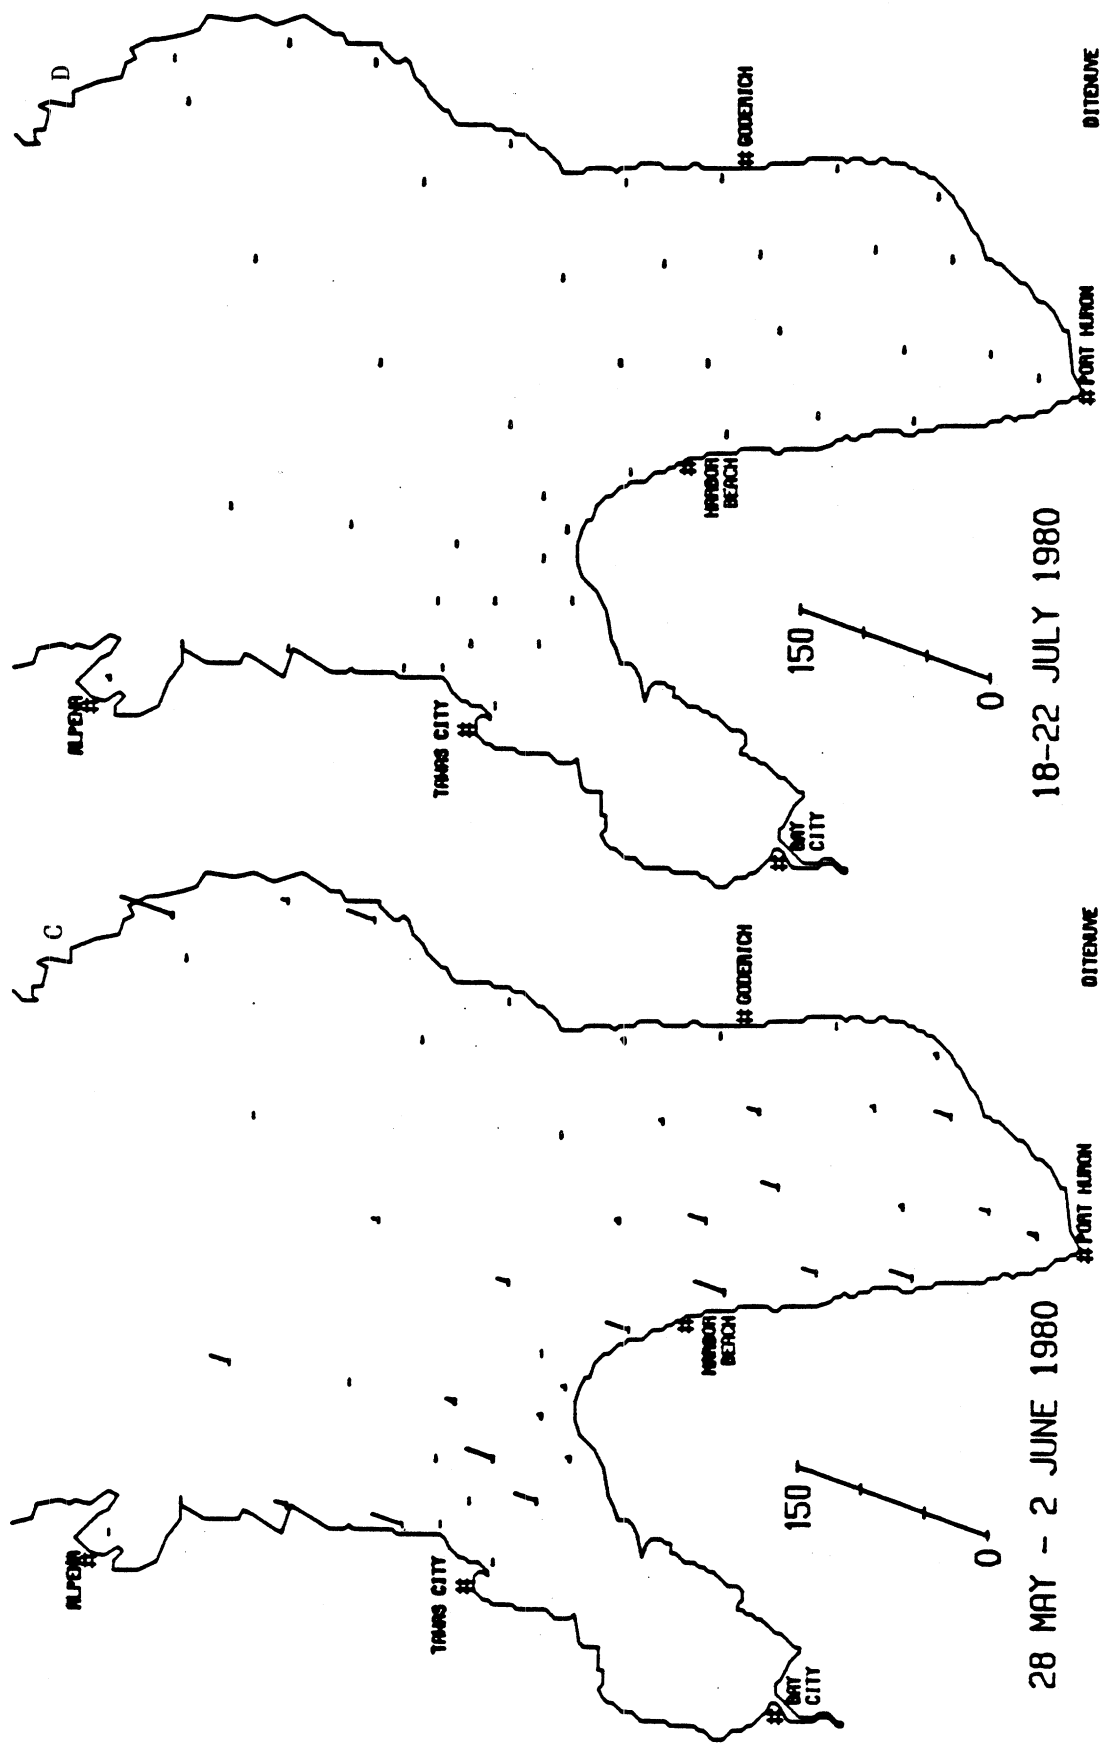 D
ALPENA
#
TAWAS CITY
#
# GODERICH
#
HARBOR
BEACH
#
BAY
CITY
# PORT HURON
150
0
18-22 JULY 1980
DITENUVE
C
ALPENA
#
TAWAS CITY
#
# GODERICH
#
HARBOR
BEACH
#
BAY
CITY
# PORT HURON
150
0
28 MAY - 2 JUNE 1980
DITENUVE